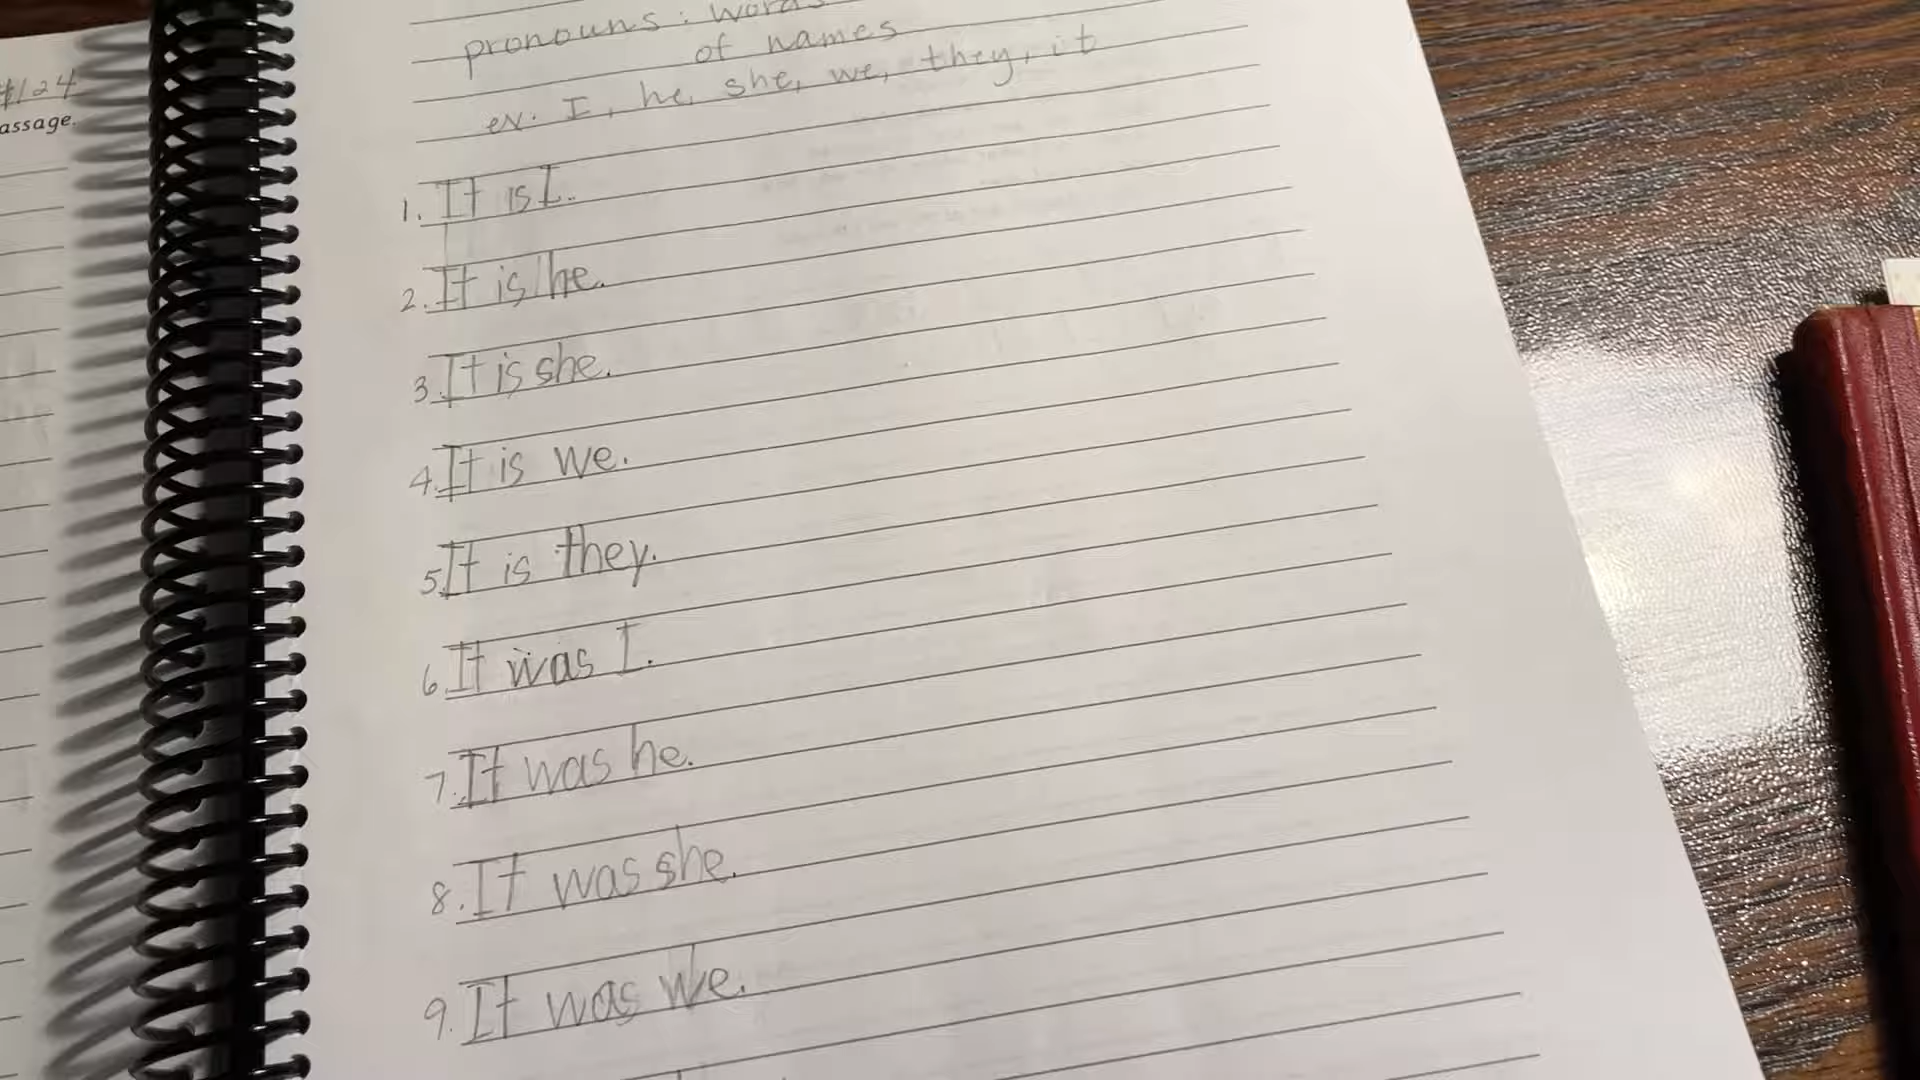 $124
assage.
pronouns: words
of names
ex. I, he, she, we, they, it
1. It is I.
2. It is he.
3. It is she.
4. It is we.
5. It is they.
6. It was I.
7. It was he.
8. It was she.
9. It was we.